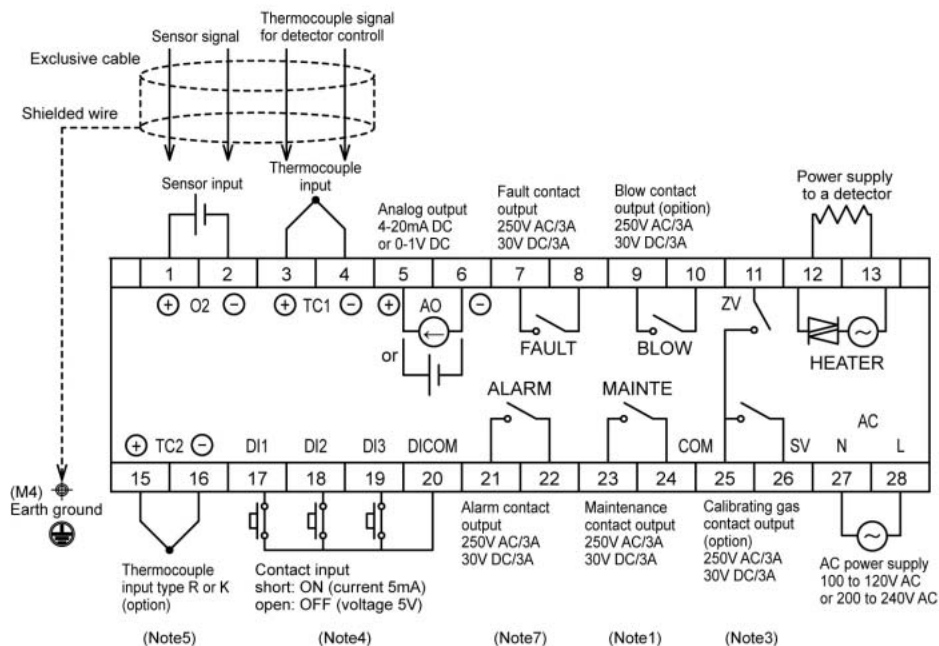 Thermocouple signal
for detector controll
Sensor signal
Exclusive cable
Shielded wire
Sensor input
Thermocouple
input
Analog output
4-20mA DC
or 0-1V DC
Fault contact
output
250V AC/3A
30V DC/3A
Blow contact
output (opition)
250V AC/3A
30V DC/3A
Power supply
to a detector
1 2 3 4 5 6 7 8 9 10 11 12 13
+ O2 − + TC1 − + AO − ZV
or
FAULT
BLOW
HEATER
ALARM
MAINTE
AC
+ TC2 − DI1 DI2 DI3 DICOM COM SV N L
15 16 17 18 19 20 21 22 23 24 25 26 27 28
(M4)
Earth ground
Thermocouple
input type R or K
(option)
Contact input
short: ON (current 5mA)
open: OFF (voltage 5V)
Alarm contact
output
250V AC/3A
30V DC/3A
Maintenance
contact output
250V AC/3A
30V DC/3A
Calibrating gas
contact output
(option)
250V AC/3A
30V DC/3A
AC power supply
100 to 120V AC
or 200 to 240V AC
(Note5) (Note4) (Note7) (Note1) (Note3)